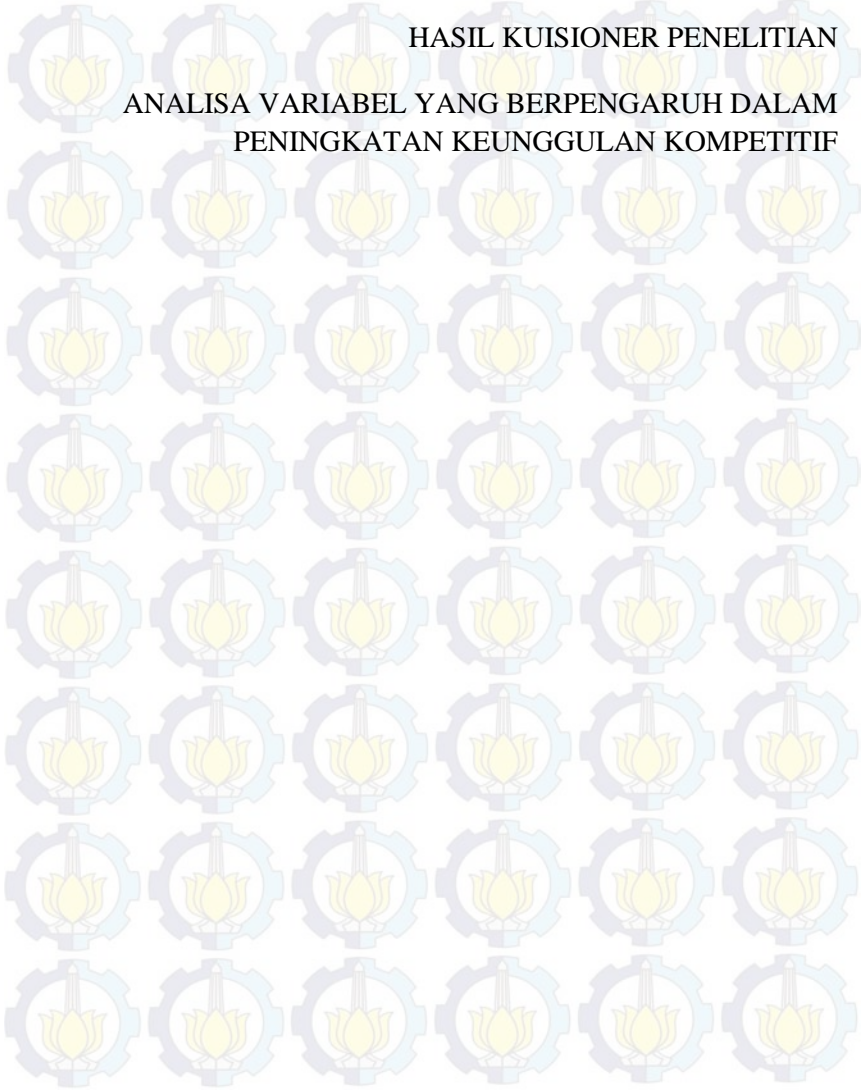 HASIL KUISIONER PENELITIAN
ANALISA VARIABEL YANG BERPENGARUH DALAM
PENINGKATAN KEUNGGULAN KOMPETITIF